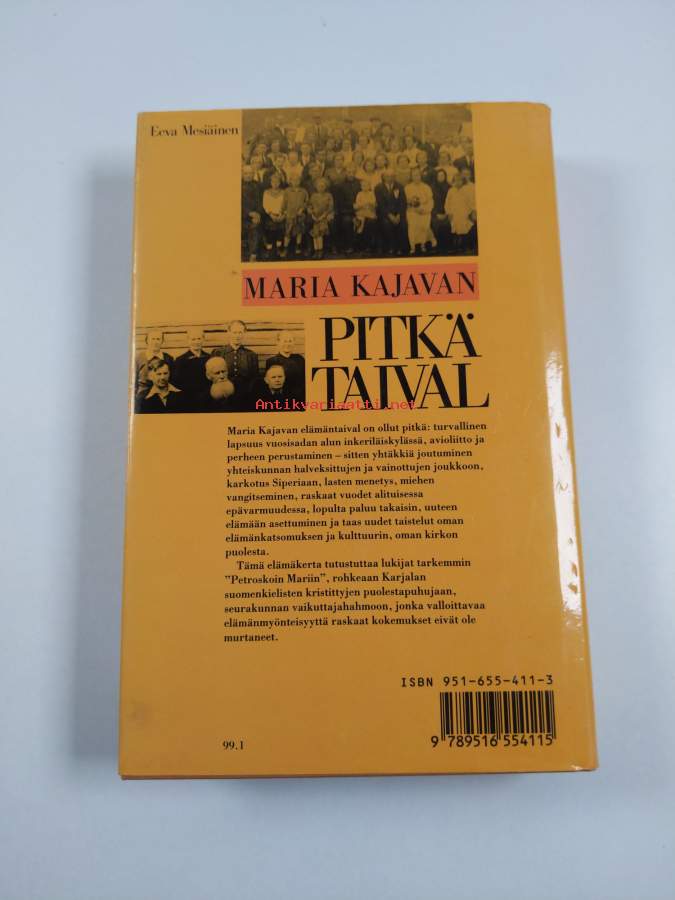 Eeva Mesiäinen
MARIA KAJAVAN
PITKÄ
TAIVAL
Antikvariaatti.net
Maria Kajavan elämäntaival on ollut pitkä: turvallinen
lapsuus vuosisadan alun inkeriläiskylässä, avioliitto ja
perheen perustaminen – sitten yhtäkkiä joutuminen
yhteiskunnan halveksittujen ja vainottujen joukkoon,
karkotus Siperiaan, lasten menetys, miehen
vangitseminen, raskaat vuodet alituisessa
epävarmuudessa, lopulta paluu takaisin, uuteen
elämään asettuminen ja taas uudet taistelut oman
elämänkatsomuksen ja kulttuurin, oman kirkon
puolesta.
Tämä elämäkerta tutustuttaa lukijat tarkemmin
”Petroskoin Mariin”, rohkeaan Karjalan
suomenkielisten kristittyjen puolestapuhujaan,
seurakunnan vaikuttajahahmoon, jonka valloittavaa
elämänmyönteisyyttä raskaat kokemukset eivät ole
murtaneet.
ISBN 951-655-411-3
9 789516 554115
99.1